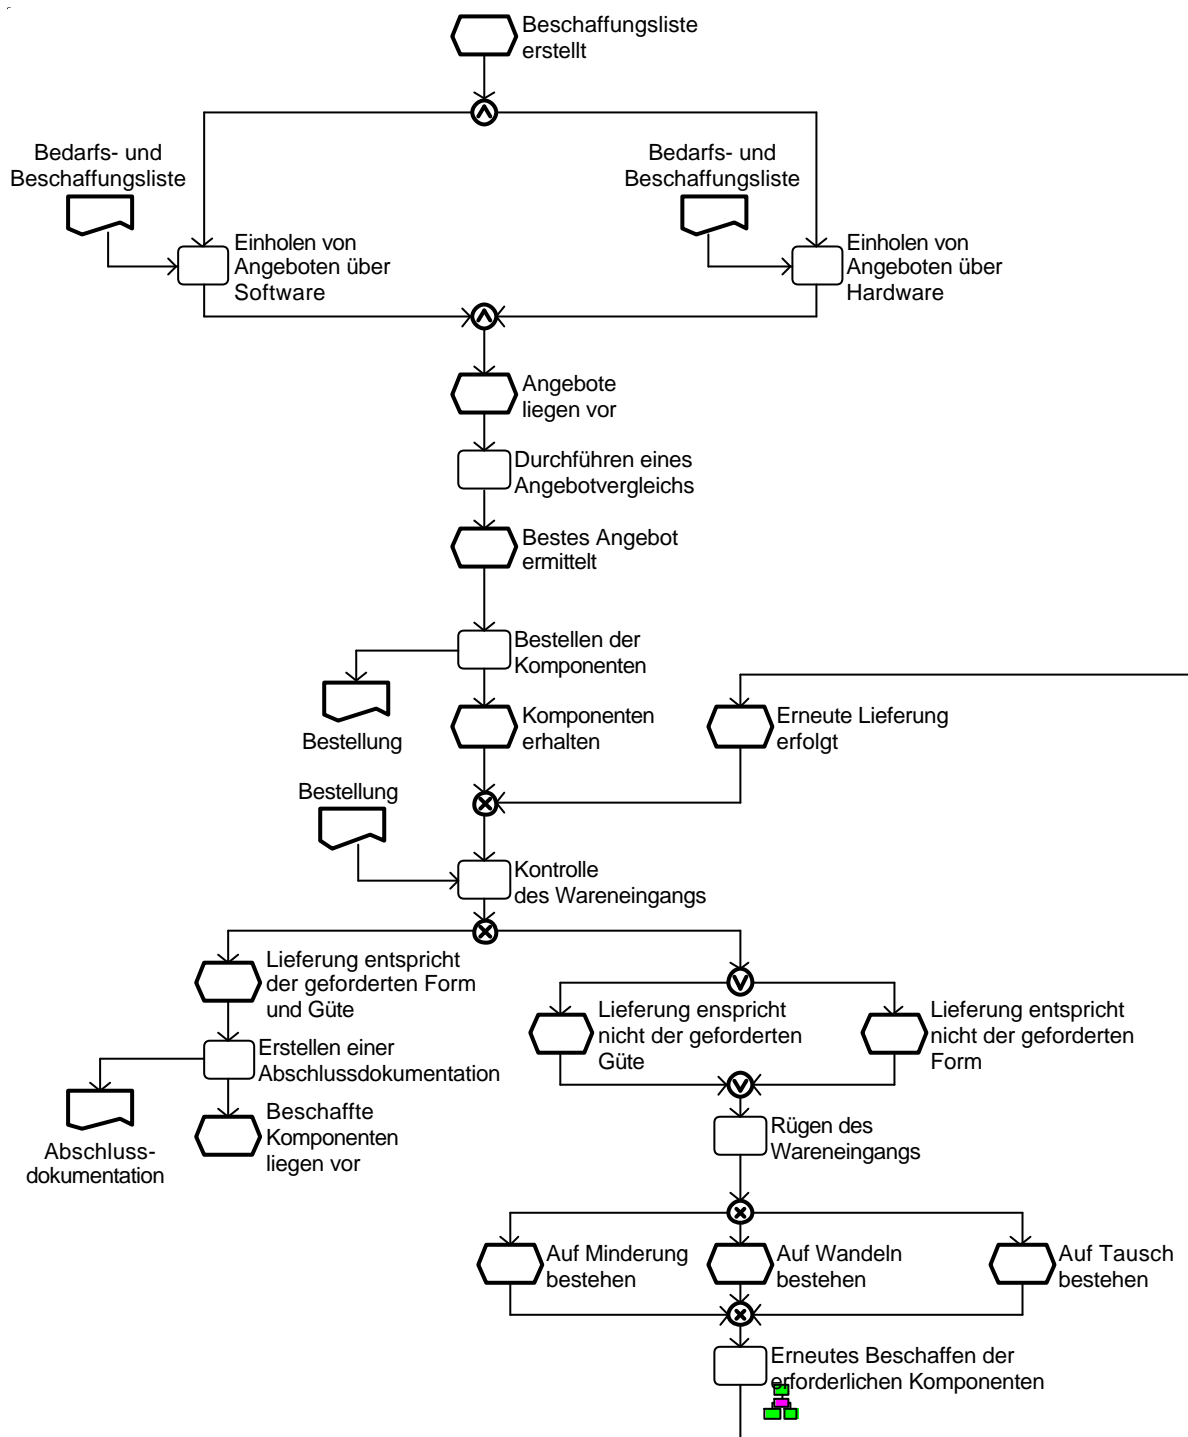 Beschaffungsliste
erstellt
Bedarfs- und
Beschaffungsliste
Bedarfs- und
Beschaffungsliste
Einholen von
Angeboten über
Software
Einholen von
Angeboten über
Hardware
Angebote
liegen vor
Durchführen eines
Angebotvergleichs
Bestes Angebot
ermittelt
Bestellen der
Komponenten
Bestellung
Komponenten
erhalten
Erneute Lieferung
erfolgt
Bestellung
Kontrolle
des Wareneingangs
Lieferung entspricht
der geforderten Form
und Güte
Lieferung enspricht
nicht der geforderten
Güte
Lieferung entspricht
nicht der geforderten
Form
Erstellen einer
Abschlussdokumentation
Abschluss-
dokumentation
Beschaffte
Komponenten
liegen vor
Rügen des
Wareneingangs
Auf Minderung
bestehen
Auf Wandeln
bestehen
Auf Tausch
bestehen
Erneutes Beschaffen der
erforderlichen Komponenten